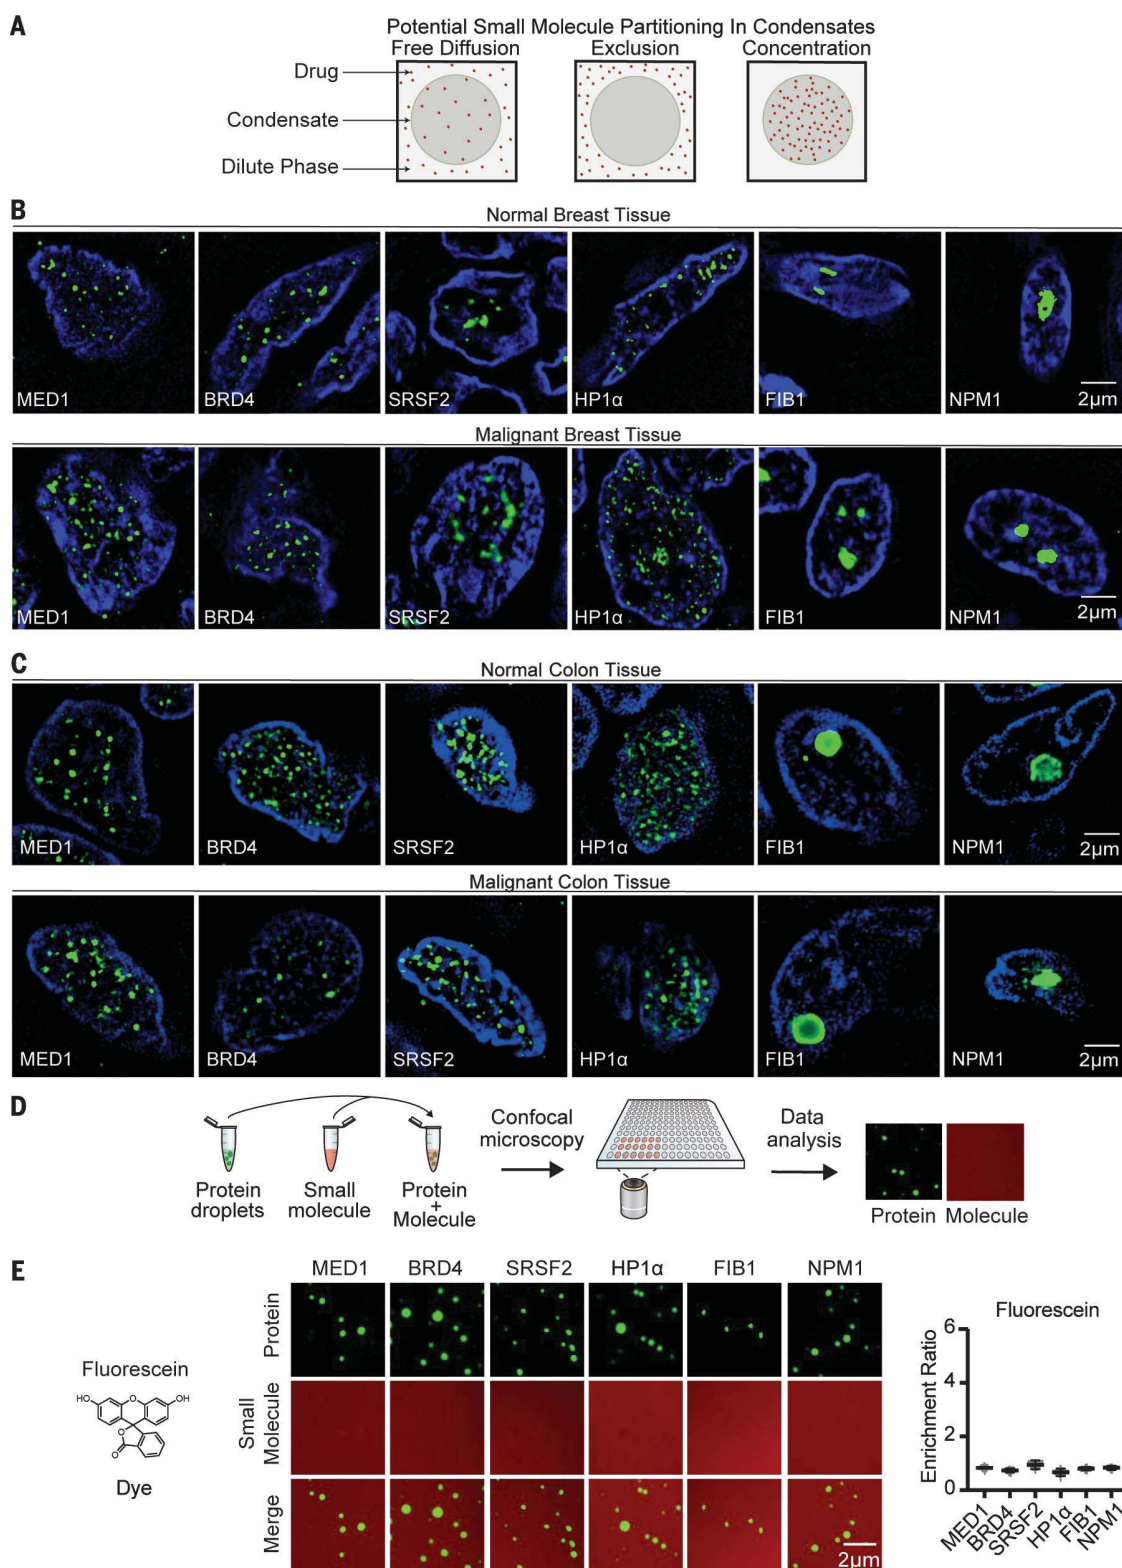 A
Potential Small Molecule Partitioning In Condensates
Free Diffusion Exclusion Concentration
Drug
Condensate
Dilute Phase
B
Normal Breast Tissue
MED1 BRD4 SRSF2 HP1α FIB1 NPM1 2μm
Malignant Breast Tissue
MED1 BRD4 SRSF2 HP1α FIB1 NPM1 2μm
C
Normal Colon Tissue
MED1 BRD4 SRSF2 HP1α FIB1 NPM1 2μm
Malignant Colon Tissue
MED1 BRD4 SRSF2 HP1α FIB1 NPM1 2μm
D
Protein droplets
Small molecule
Protein + Molecule
Confocal microscopy
Data analysis
Protein Molecule
E
Fluorescein
HO OH
O
O
O
Dye
MED1 BRD4 SRSF2 HP1α FIB1 NPM1
Protein
Small Molecule
Merge
2μm
Fluorescein
Enrichment Ratio
6
4
2
0
MED1 BRD4 SRSF2 HP1α FIB1 NPM1